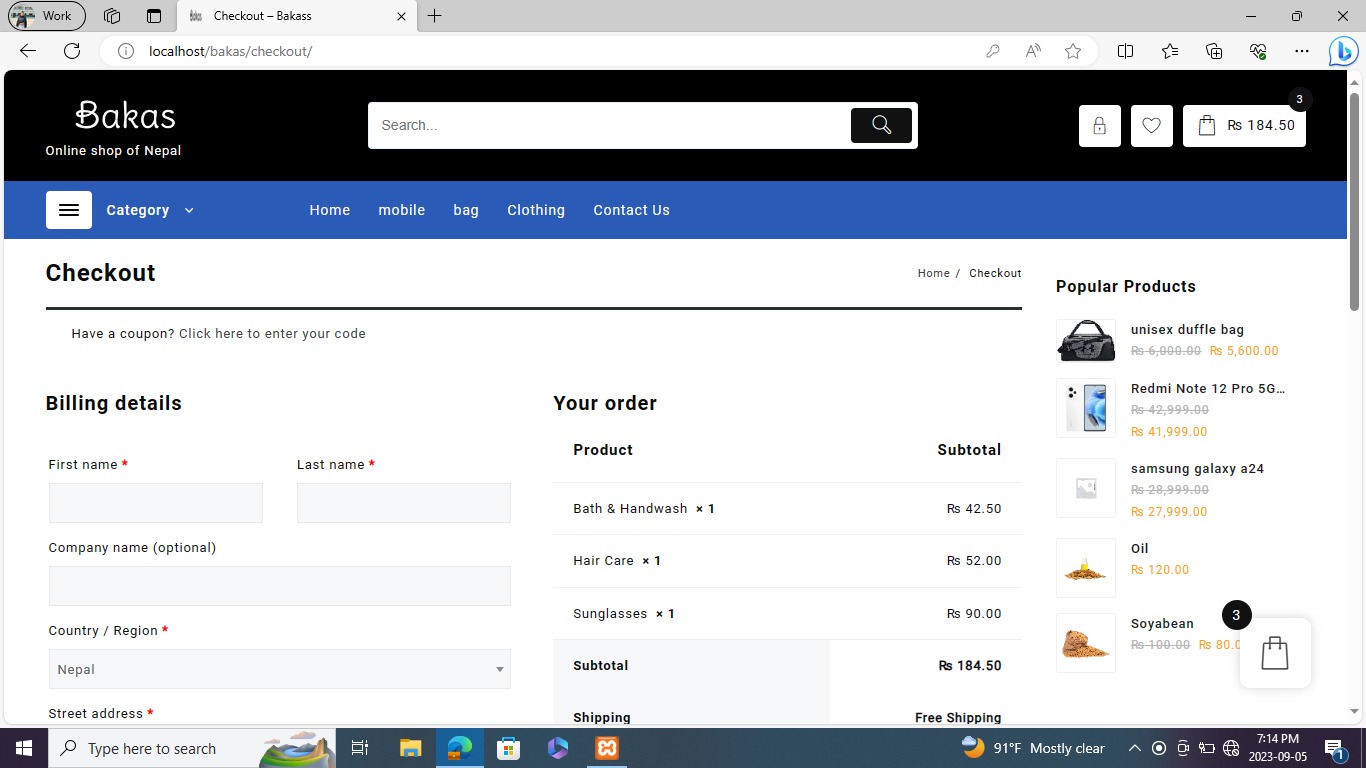 Work
Checkout – Bakass
localhost/bakas/checkout/
Bakas
Online shop of Nepal
Search...
3
₨ 184.50
Category
Home
mobile
bag
Clothing
Contact Us
Checkout
Home / Checkout
Have a coupon? Click here to enter your code
Billing details
First name *
Last name *
Company name (optional)
Country / Region *
Nepal
Street address *
Your order
Product
Subtotal
Bath & Handwash × 1
₨ 42.50
Hair Care × 1
₨ 52.00
Sunglasses × 1
₨ 90.00
Subtotal
₨ 184.50
Shipping
Free Shipping
Popular Products
unisex duffle bag
₨ 6,000.00 ₨ 5,600.00
Redmi Note 12 Pro 5G...
₨ 42,999.00
₨ 41,999.00
samsung galaxy a24
₨ 28,999.00
₨ 27,999.00
Oil
₨ 120.00
Soyabean
₨ 100.00 ₨ 80.0
3
Type here to search
91°F Mostly clear
7:14 PM
2023-09-05
1